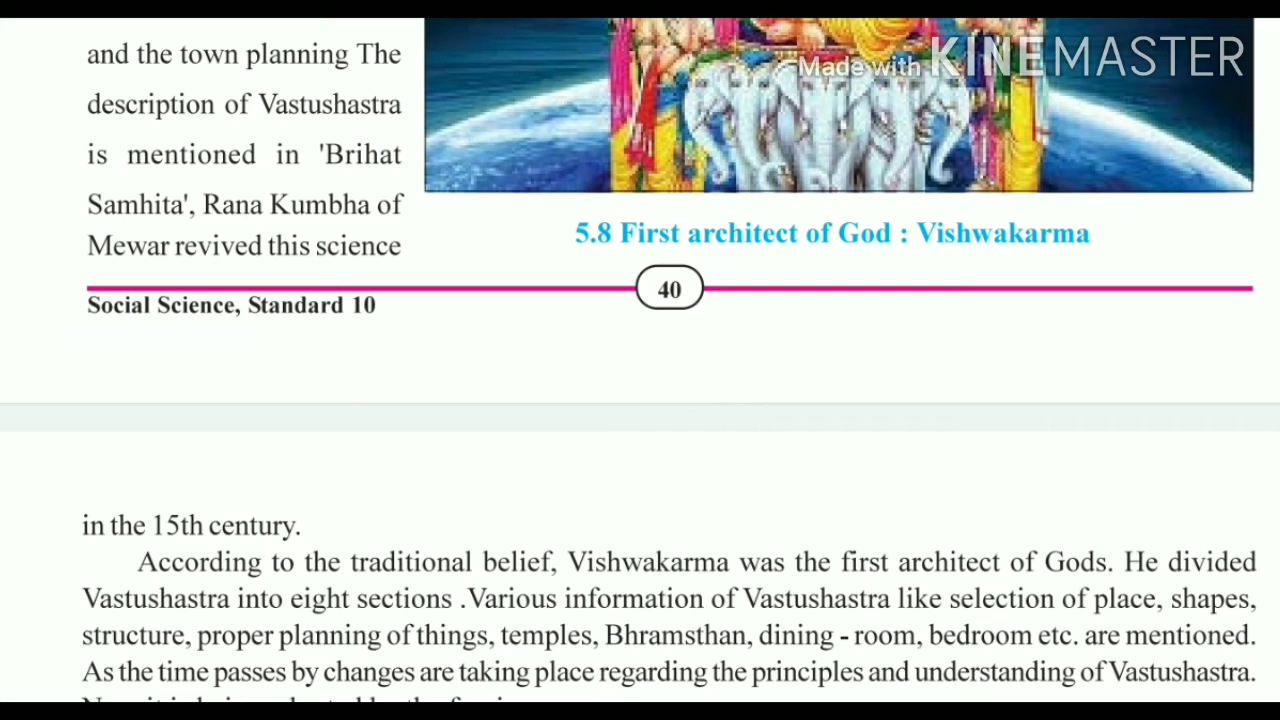 and the town planning The
description of Vastushastra
is mentioned in 'Brihat
Samhita', Rana Kumbha of
Mewar revived this science
Made with KINEMASTER
5.8 First architect of God : Vishwakarma
40
Social Science, Standard 10
in the 15th century.
According to the traditional belief, Vishwakarma was the first architect of Gods. He divided
Vastushastra into eight sections .Various information of Vastushastra like selection of place, shapes,
structure, proper planning of things, temples, Bhramsthan, dining - room, bedroom etc. are mentioned.
As the time passes by changes are taking place regarding the principles and understanding of Vastushastra.